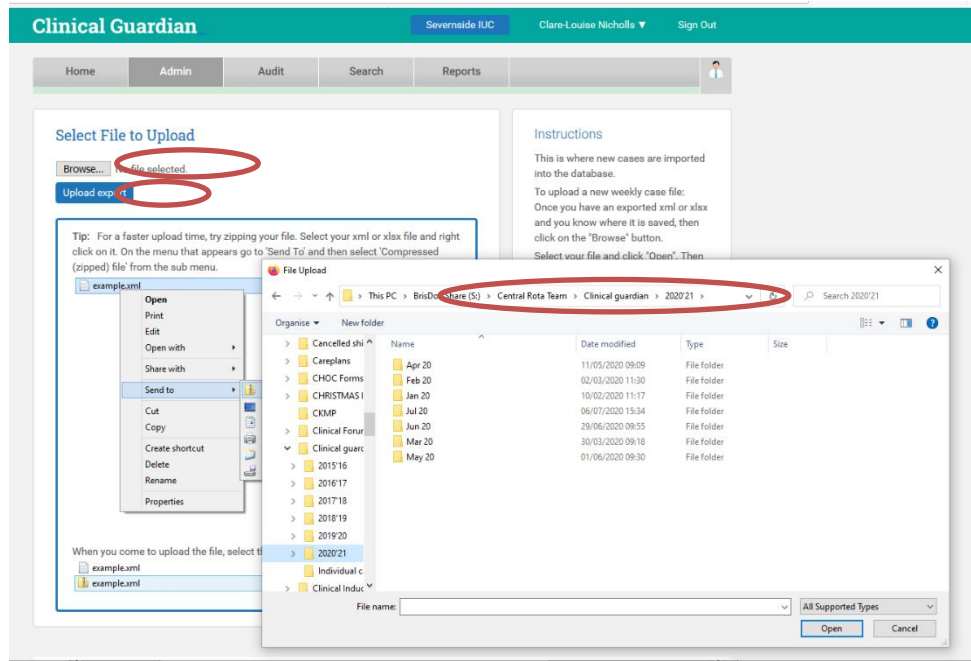 Clinical Guardian
Severnside IUC
Clare-Louise Nicholls ▼
Sign Out
Home
Admin
Audit
Search
Reports
Select File to Upload
Browse... No file selected.
Upload export
Tip: For a faster upload time, try zipping your file. Select your xml or xlsx file and right
click on it. On the menu that appears go to 'Send To' and then select 'Compressed
(zipped) file' from the sub menu.
example.xml
Open
Print
Edit
Open with
Share with
Send to
Cut
Copy
Create shortcut
Delete
Rename
Properties
When you come to upload the file, select
example.xml
example.xml
Instructions
This is where new cases are imported
into the database.
To upload a new weekly case file:
Once you have an exported xml or xlsx
and you know where it is saved, then
click on the "Browse" button.
Select your file and click "Open". Then
File Upload
This PC > BrisDoc Share (S:) > Central Rota Team > Clinical guardian > 2020'21 >
Search 2020'21
Organise ▼
New folder
Cancelled shi
Careplans
CHOC Forms
CHRISTMAS
CKMP
Clinical Forur
Clinical guarc
2015'16
2016'17
2017'18
2018'19
2019'20
2020'21
Individual c
Clinical Induc
Name Date modified Type Size
Apr 20 11/05/2020 09:09 File folder
Feb 20 02/03/2020 11:30 File folder
Jan 20 10/02/2020 11:17 File folder
Jul 20 06/07/2020 15:34 File folder
Jun 20 29/06/2020 09:55 File folder
Mar 20 30/03/2020 09:18 File folder
May 20 01/06/2020 09:30 File folder
File name:
All Supported Types
Open
Cancel